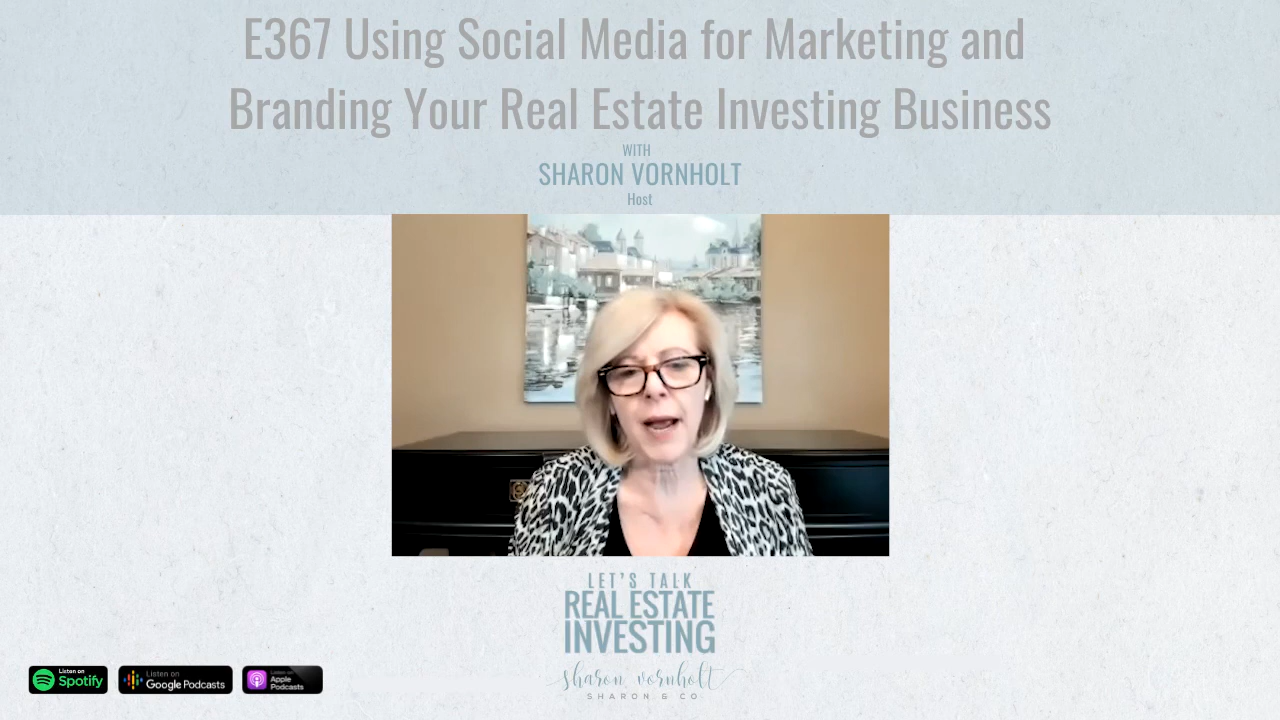 E367 Using Social Media for Marketing and
Branding Your Real Estate Investing Business
WITH
SHARON VORNHOLT
Host
LET'S TALK
REAL ESTATE
INVESTING
sharon vornholt
SHARON & CO
Listen on
Spotify
Listen on
Google Podcasts
Listen on
Apple
Podcasts